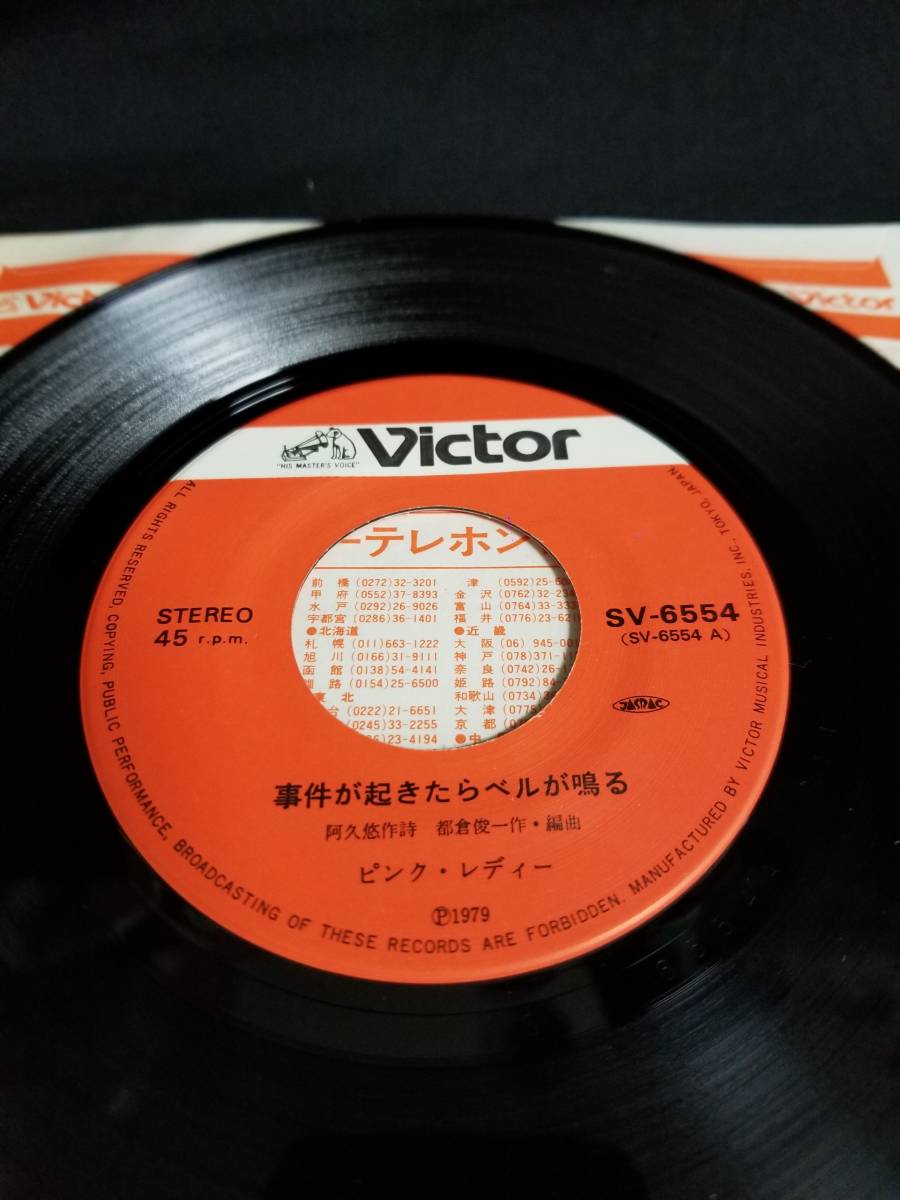 Victor
"HIS MASTER'S VOICE"
STEREO
45 r.p.m.
SV-6554
(SV-6554 A)
JASRAC
ーテレホン
前橋 (0272)32-3201
甲府 (0552)37-8393
水戸 (0292)26-9026
宇都宮 (0286)36-1401
●北海道
札幌 (011)663-1222
旭川 (0166)31-9111
函館 (0138)54-4141
釧路 (0154)25-6500
東北
台 (0222)21-6651
(0245)33-2255
23-4194
津 (0592)25-
金沢 (0762)32-
富山 (0764)33-
福井 (0776)23-
●近畿
大阪 (06)945-
神戸 (078)371-
奈良 (0742)26-
姫路 (0792)84-
和歌山 (0734)
大津 (0775)
京都
●中
事件が起きたらベルが鳴る
阿久悠作詩 都倉俊一作・編曲
ピンク・レディー
Ⓟ1979
ALL RIGHTS RESERVED. COPYING, PUBLIC PERFORMANCE, BROADCASTING OF THESE RECORDS ARE FORBIDDEN. MANUFACTURED BY VICTOR MUSICAL INDUSTRIES, INC., TOKYO, JAPAN